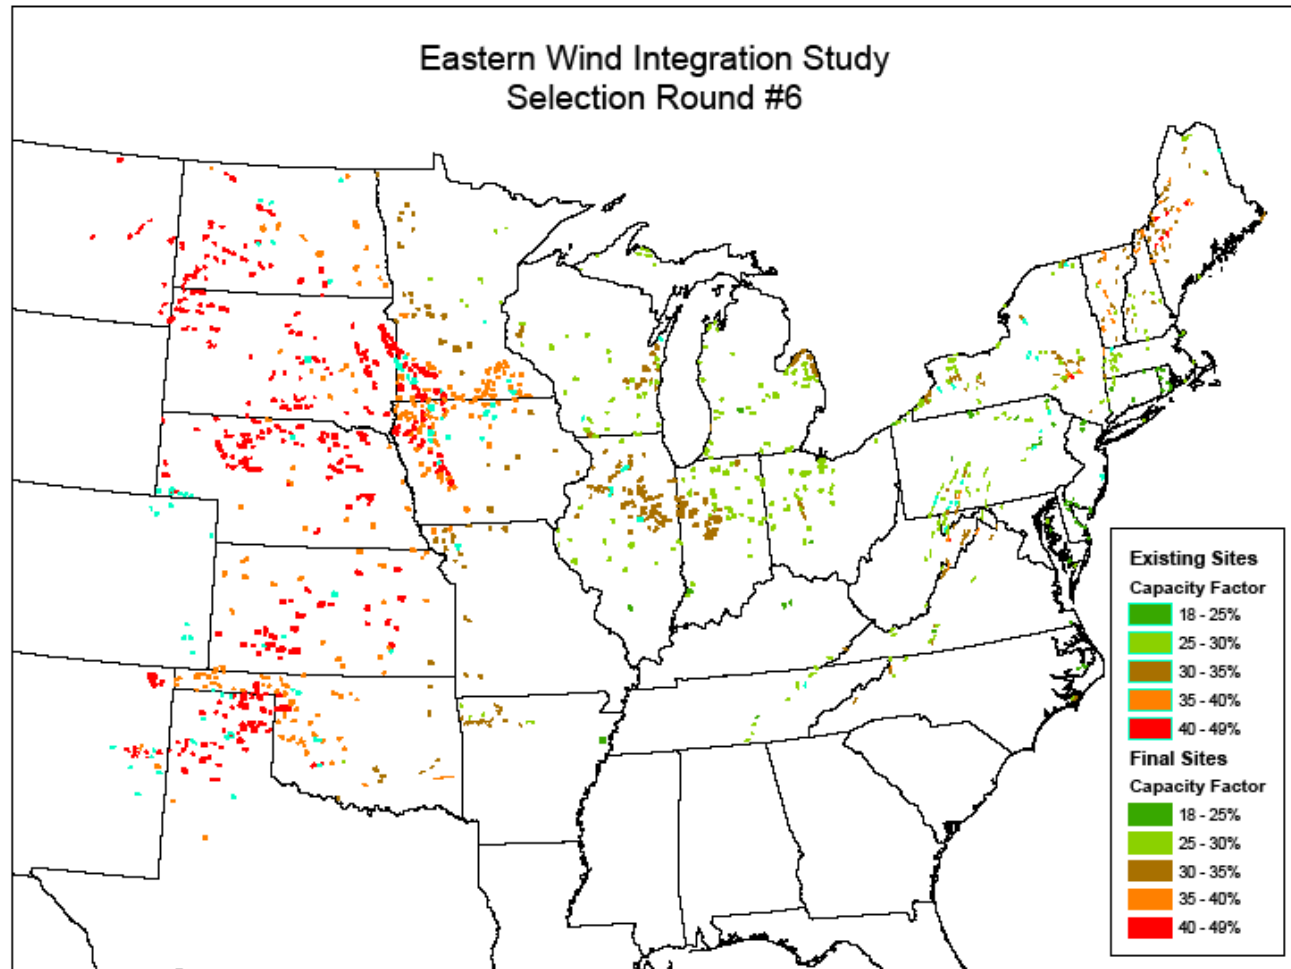 Eastern Wind Integration Study
Selection Round #6
Existing Sites
Capacity Factor
18 - 25%
25 - 30%
30 - 35%
35 - 40%
40 - 49%
Final Sites
Capacity Factor
18 - 25%
25 - 30%
30 - 35%
35 - 40%
40 - 49%